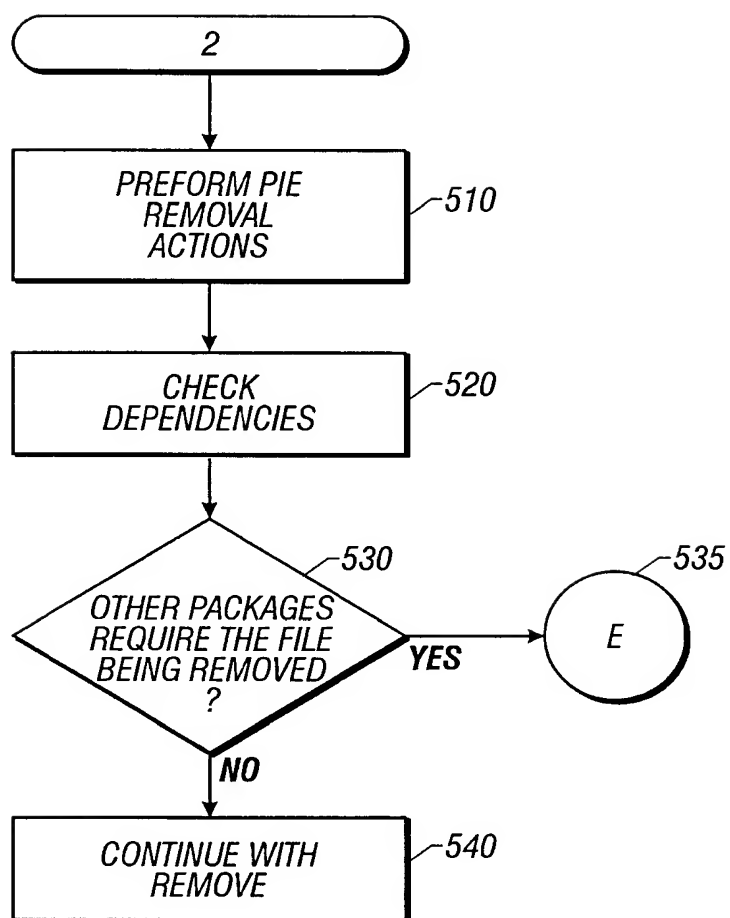 2
PREFORM PIE
REMOVAL
ACTIONS
510
CHECK
DEPENDENCIES
520
530
OTHER PACKAGES
REQUIRE THE FILE
BEING REMOVED
?
YES
535
E
NO
CONTINUE WITH
REMOVE
540